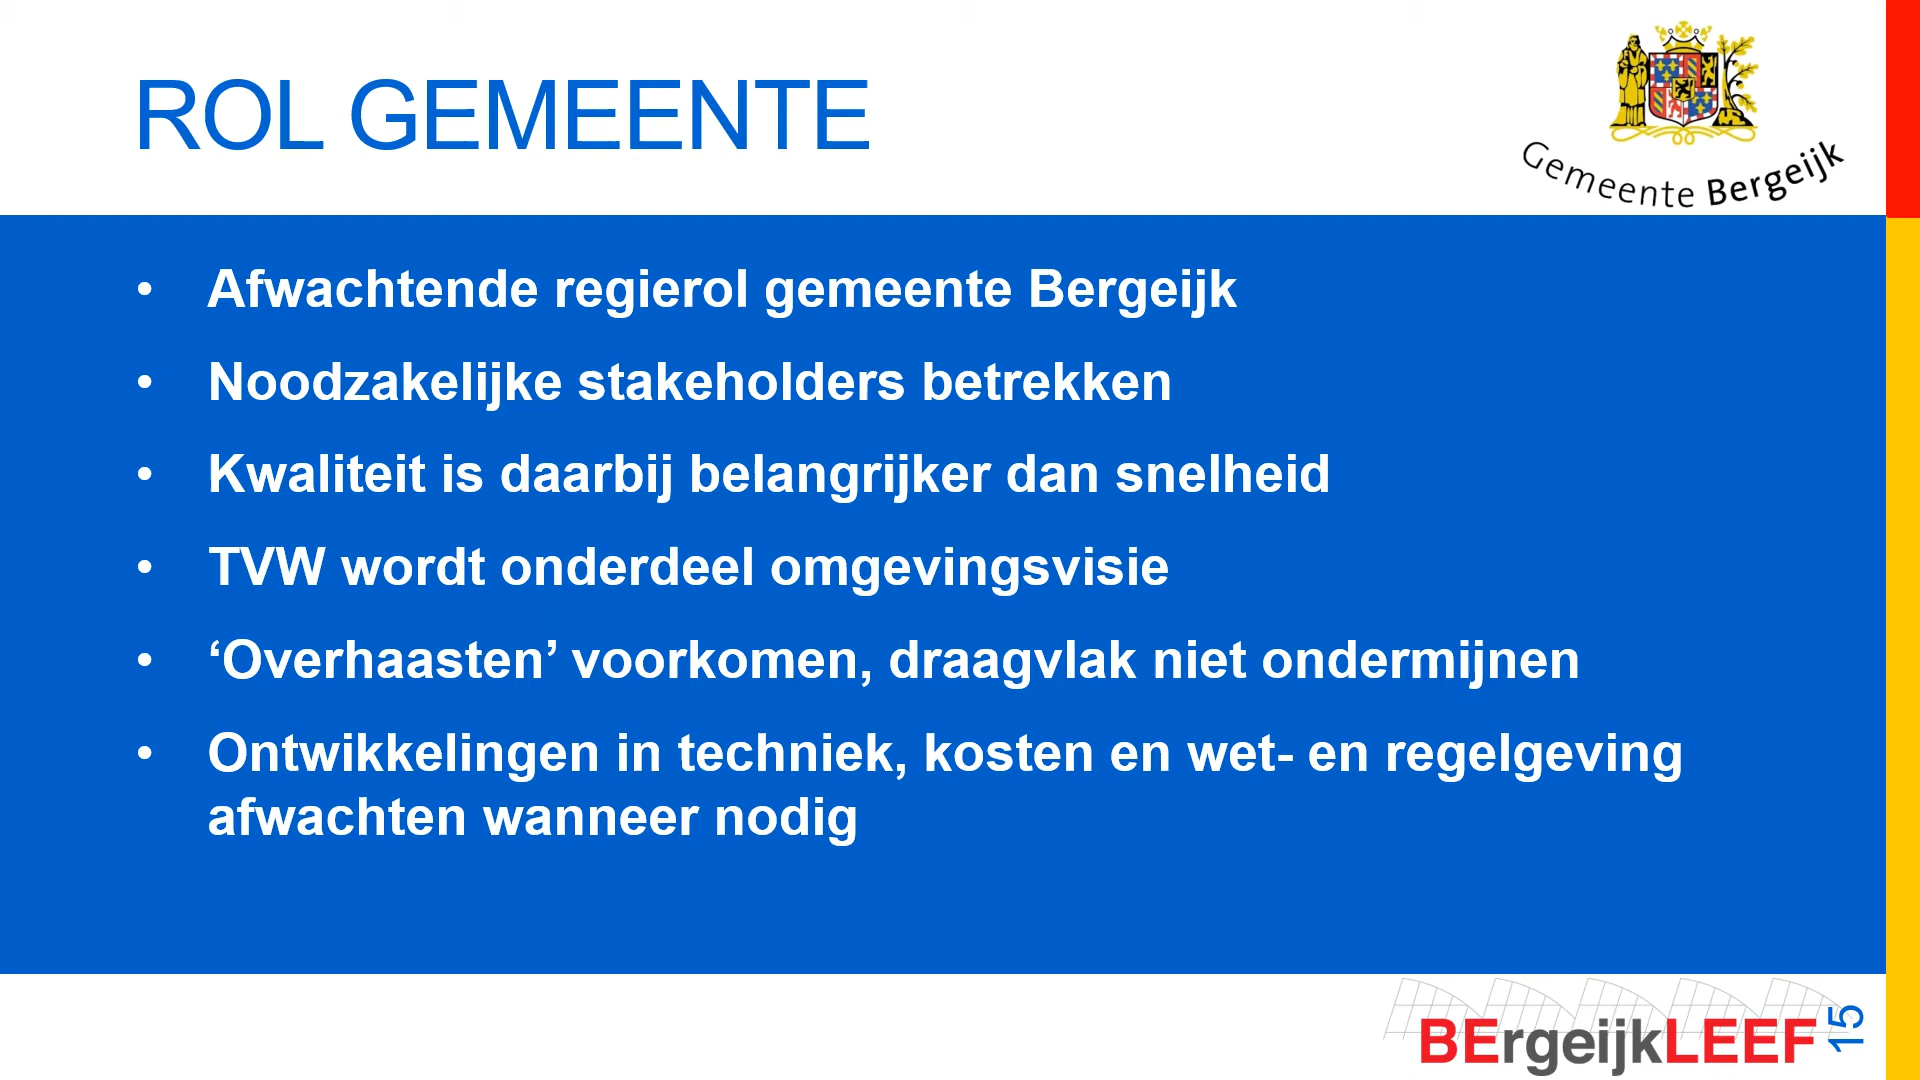 ROL GEMEENTE
Gemeente Bergeijk
• Afwachtende regierol gemeente Bergeijk
• Noodzakelijke stakeholders betrekken
• Kwaliteit is daarbij belangrijker dan snelheid
• TVW wordt onderdeel omgevingsvisie
• ‘Overhaasten’ voorkomen, draagvlak niet ondermijnen
• Ontwikkelingen in techniek, kosten en wet- en regelgeving
afwachten wanneer nodig
BErgeijkLEEF
15